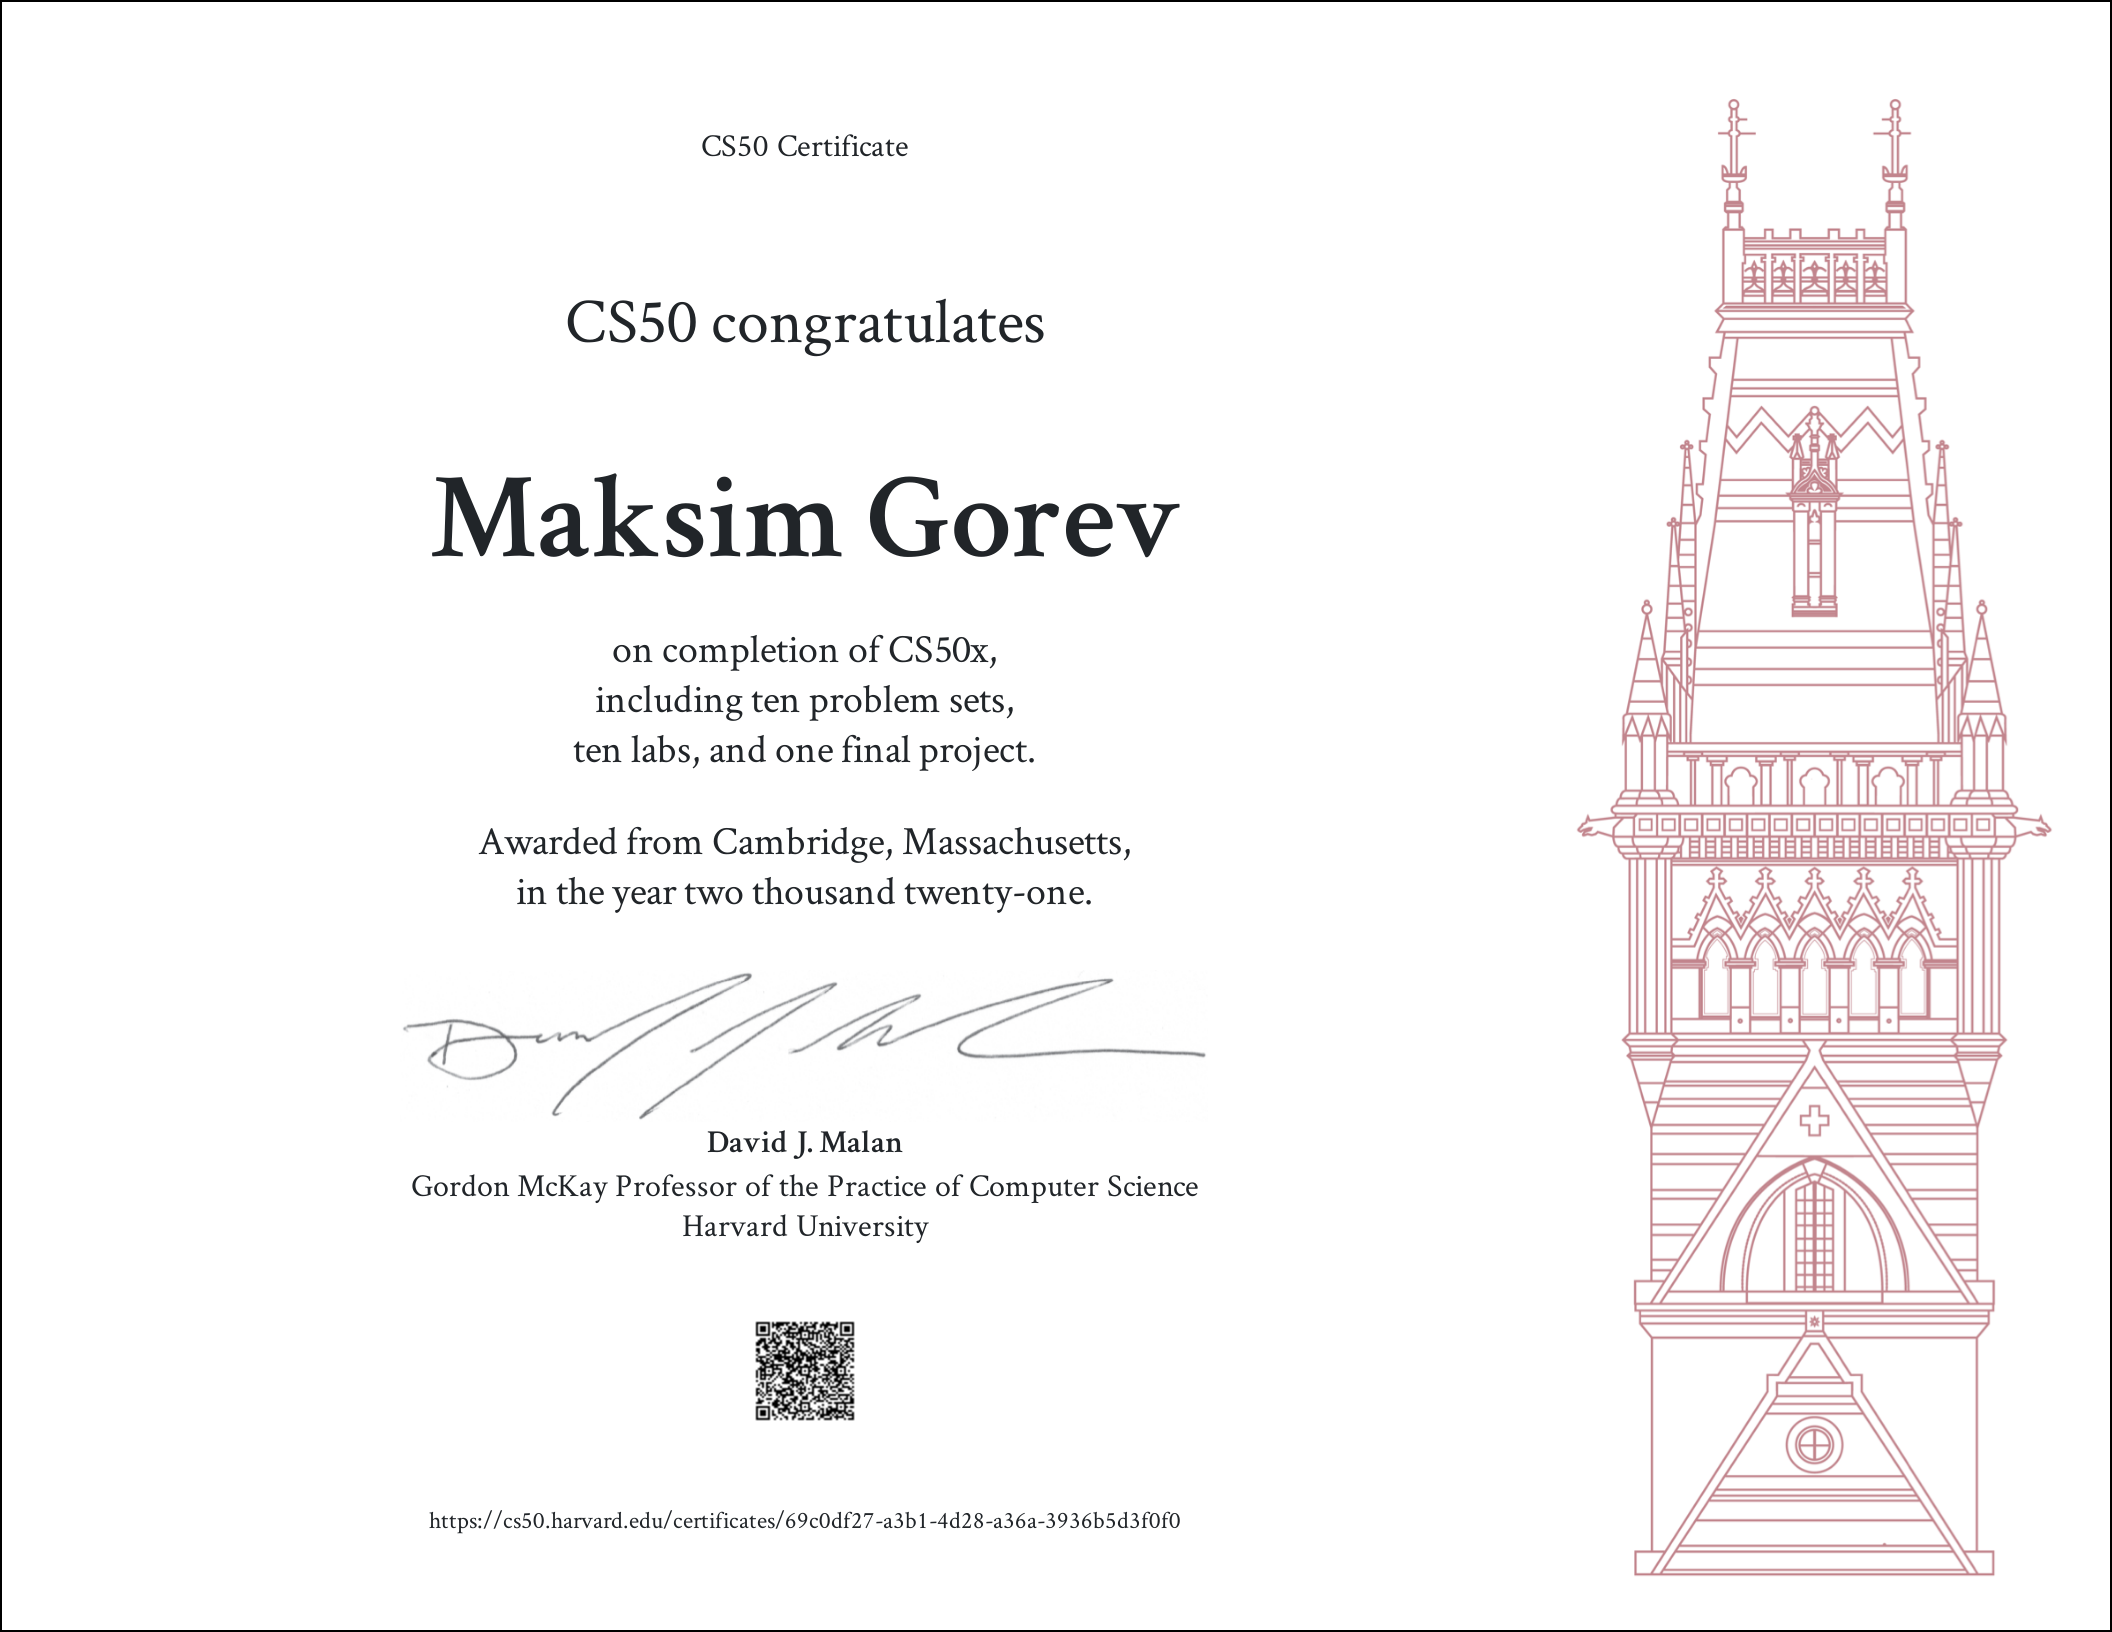 CS50 Certificate
CS50 congratulates
Maksim Gorev
on completion of CS50x,
including ten problem sets,
ten labs, and one final project.
Awarded from Cambridge, Massachusetts,
in the year two thousand twenty-one.
David J. Malan
Gordon McKay Professor of the Practice of Computer Science
Harvard University
https://cs50.harvard.edu/certificates/69c0df27-a3b1-4d28-a36a-3936b5d3f0f0